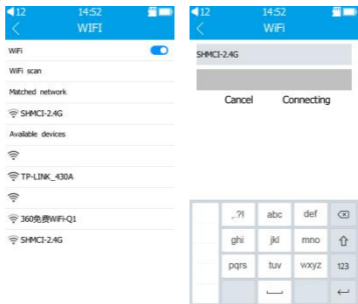 12 14:52
WIFI
WiFi
WiFi scan
Matched network
SHMCI-2.4G
Available devices
TP-LINK_430A
360免费WiFi-Q1
SHMCI-2.4G
12 14:52
WiFi
SHMCI-2.4G
Cancel Connecting
,.?! abc def
ghi jkl mno
pqrs tuv wxyz 123